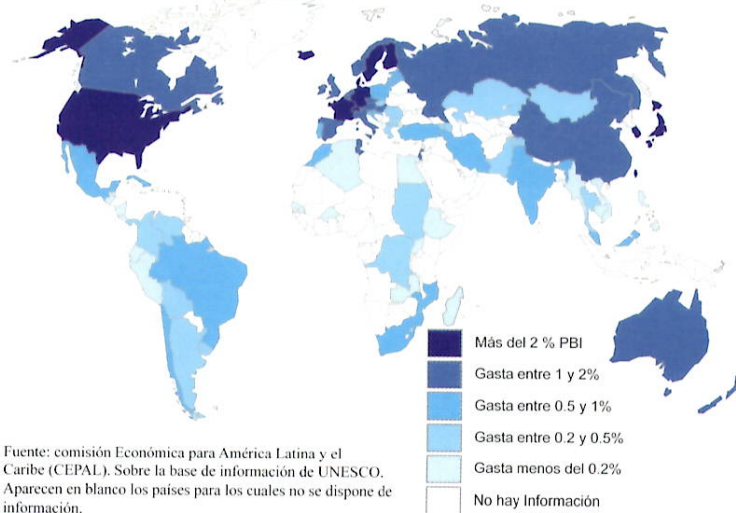 Más del 2 % PBI
Gasta entre 1 y 2%
Gasta entre 0.5 y 1%
Gasta entre 0.2 y 0.5%
Gasta menos del 0.2%
No hay Información
Fuente: comisión Económica para América Latina y el
Caribe (CEPAL). Sobre la base de información de UNESCO.
Aparecen en blanco los países para los cuales no se dispone de
información.